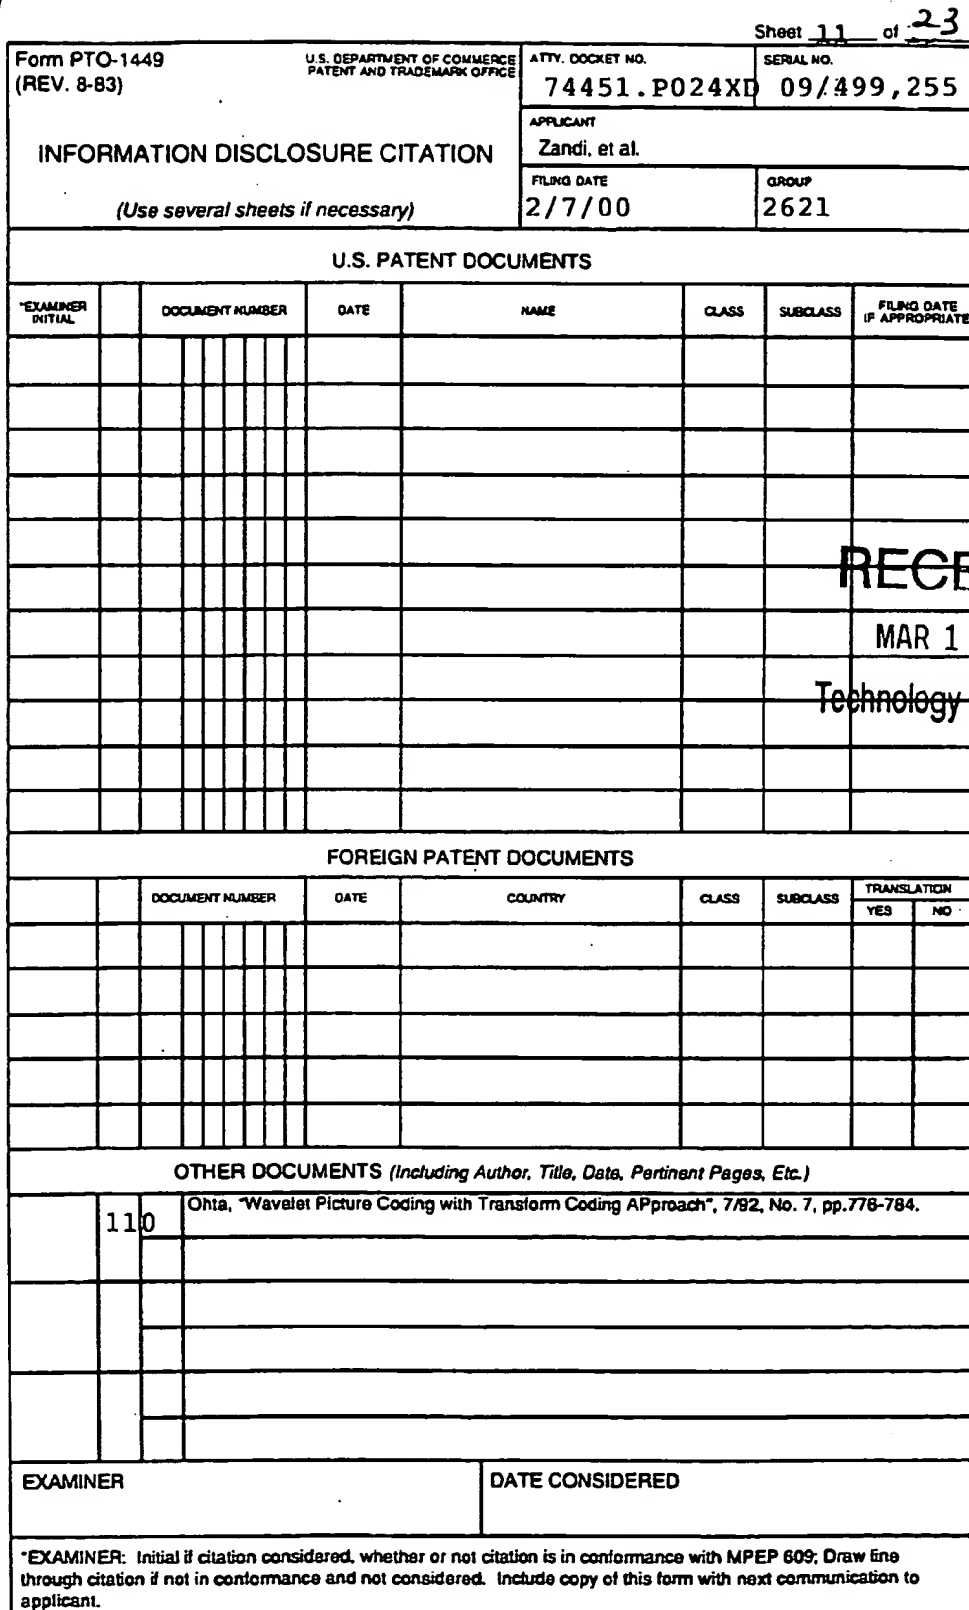 Sheet 11 of 23
Form PTO-1449
(REV. 8-83)
U.S. DEPARTMENT OF COMMERCE
PATENT AND TRADEMARK OFFICE
ATTY. DOCKET NO.
74451.P024XD
SERIAL NO.
09/499,255
INFORMATION DISCLOSURE CITATION
(Use several sheets if necessary)
APPLICANT
Zandi, et al.
FILING DATE
2/7/00
GROUP
2621
U.S. PATENT DOCUMENTS
*EXAMINER INITIAL
DOCUMENT NUMBER
DATE
NAME
CLASS
SUBCLASS
FILING DATE IF APPROPRIATE
RECE
MAR 1
Technology
FOREIGN PATENT DOCUMENTS
DOCUMENT NUMBER
DATE
COUNTRY
CLASS
SUBCLASS
TRANSLATION
YES
NO
OTHER DOCUMENTS (Including Author, Title, Date, Pertinent Pages, Etc.)
110
Ohta, "Wavelet Picture Coding with Transform Coding APproach", 7/92, No. 7, pp.776-784.
EXAMINER
DATE CONSIDERED
*EXAMINER: Initial if citation considered, whether or not citation is in conformance with MPEP 609; Draw line
through citation if not in conformance and not considered. Include copy of this form with next communication to
applicant.